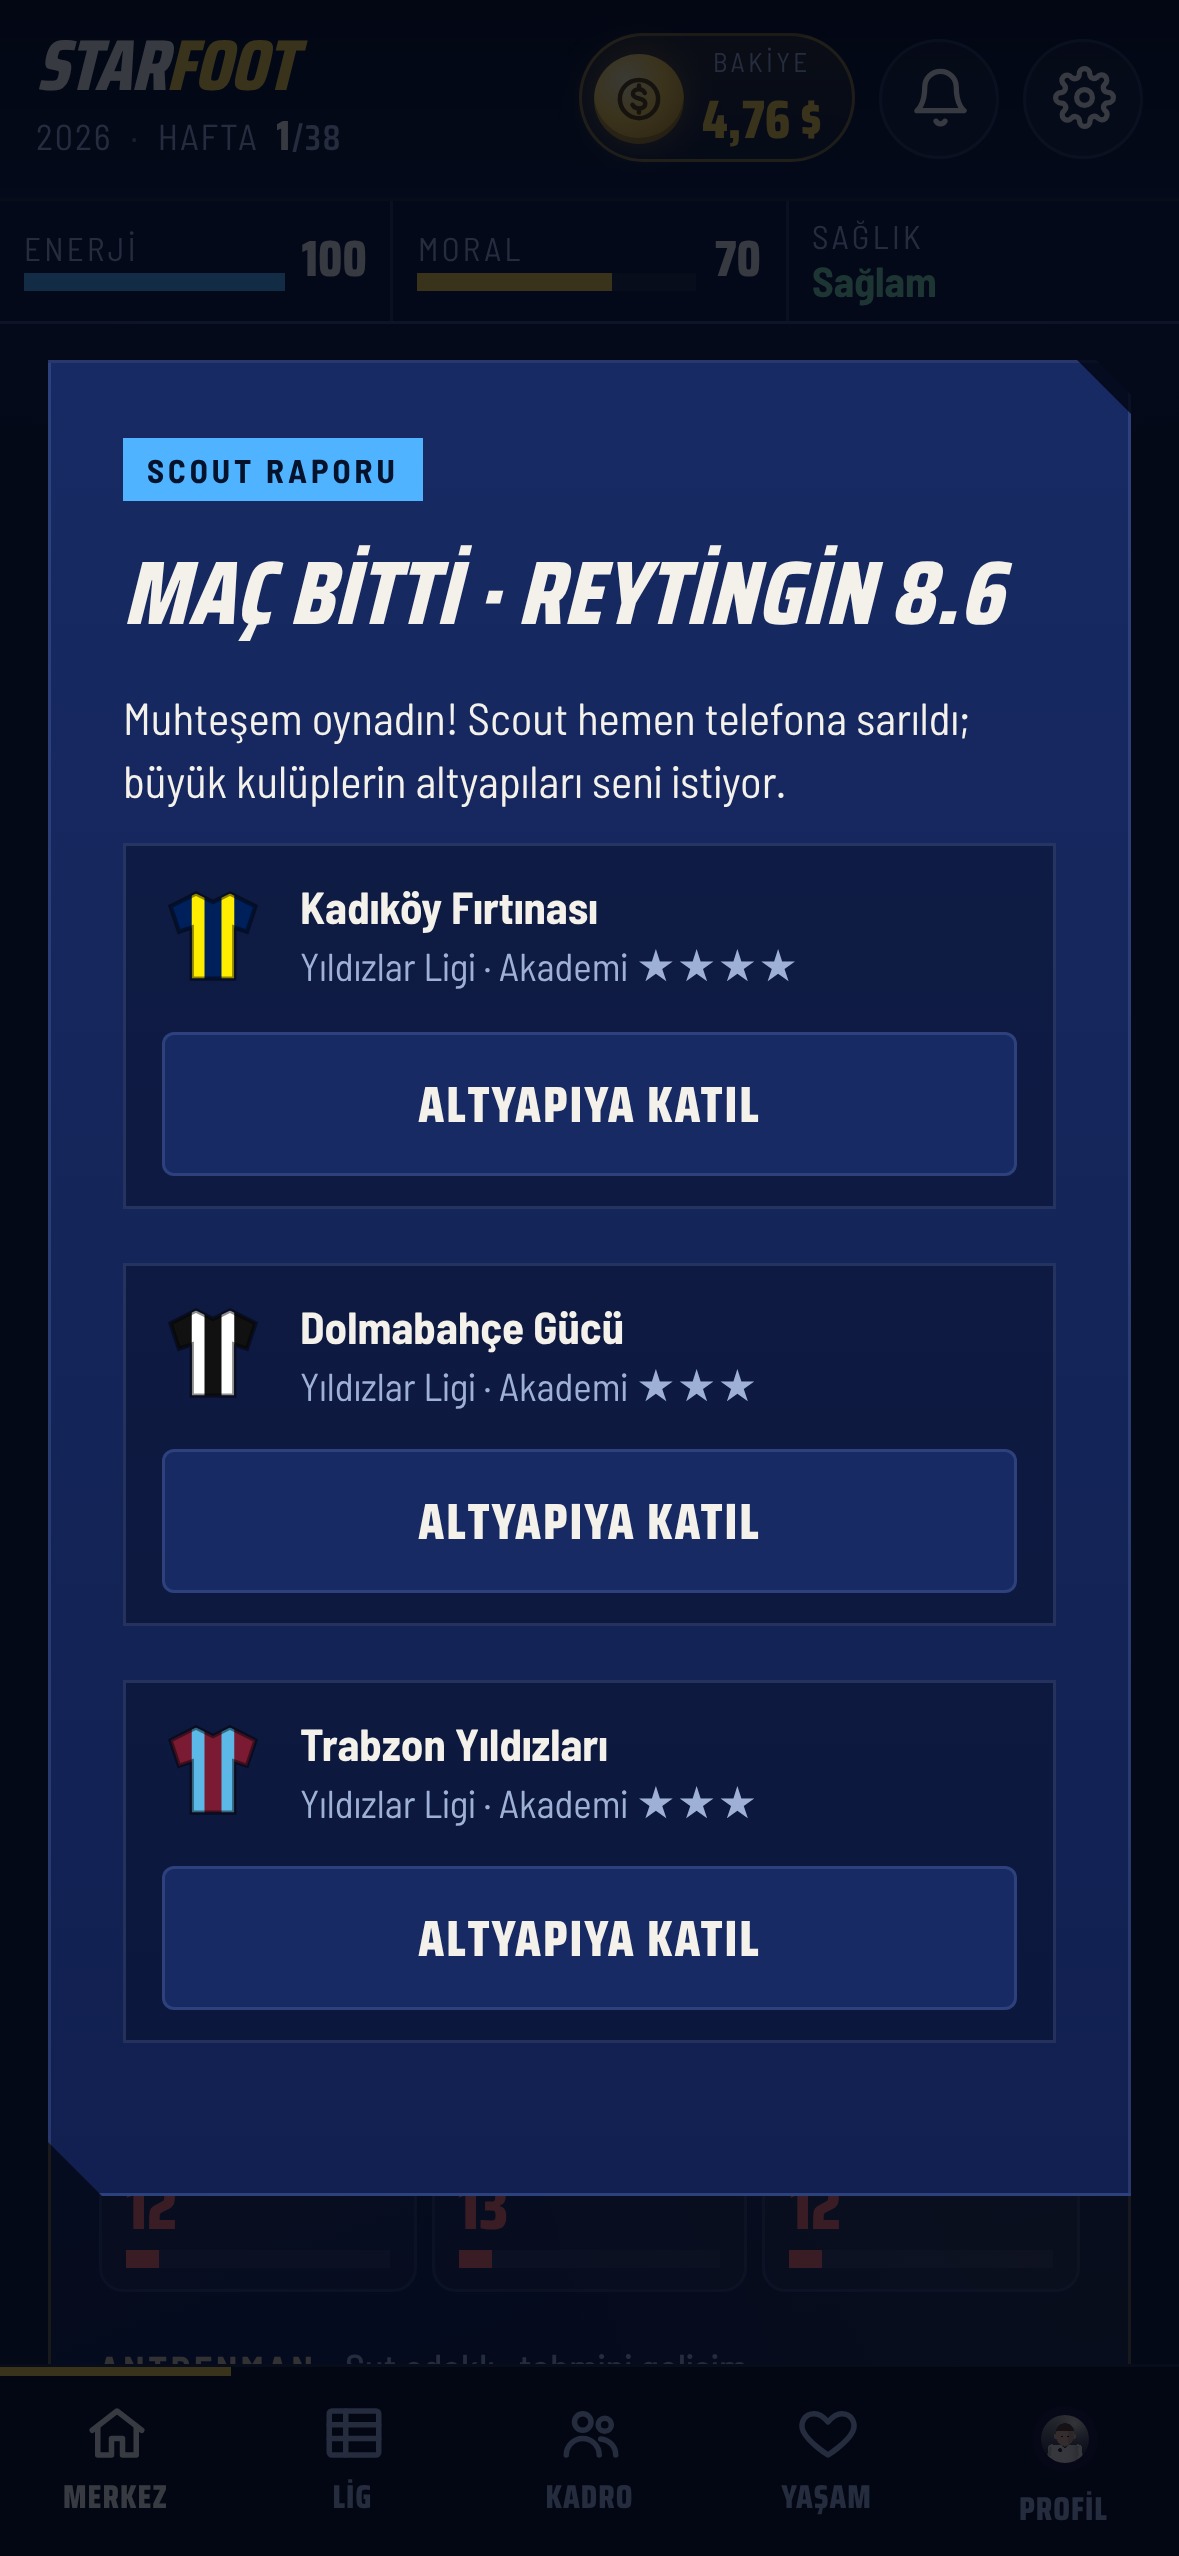 STARFOOT
2026 · HAFTA 1/38
BAKİYE
4,76 $
ENERJİ
100
MORAL
70
SAĞLIK
Sağlam
SCOUT RAPORU
MAÇ BİTTİ · REYTİNGİN 8.6
Muhteşem oynadın! Scout hemen telefona sarıldı;
büyük kulüplerin altyapıları seni istiyor.
Kadıköy Fırtınası
Yıldızlar Ligi · Akademi ★★★★
ALTYAPIYA KATIL
Dolmabahçe Gücü
Yıldızlar Ligi · Akademi ★★★
ALTYAPIYA KATIL
Trabzon Yıldızları
Yıldızlar Ligi · Akademi ★★★
ALTYAPIYA KATIL
12
13
12
ANTRENMAN
MERKEZ
LİG
KADRO
YAŞAM
PROFİL